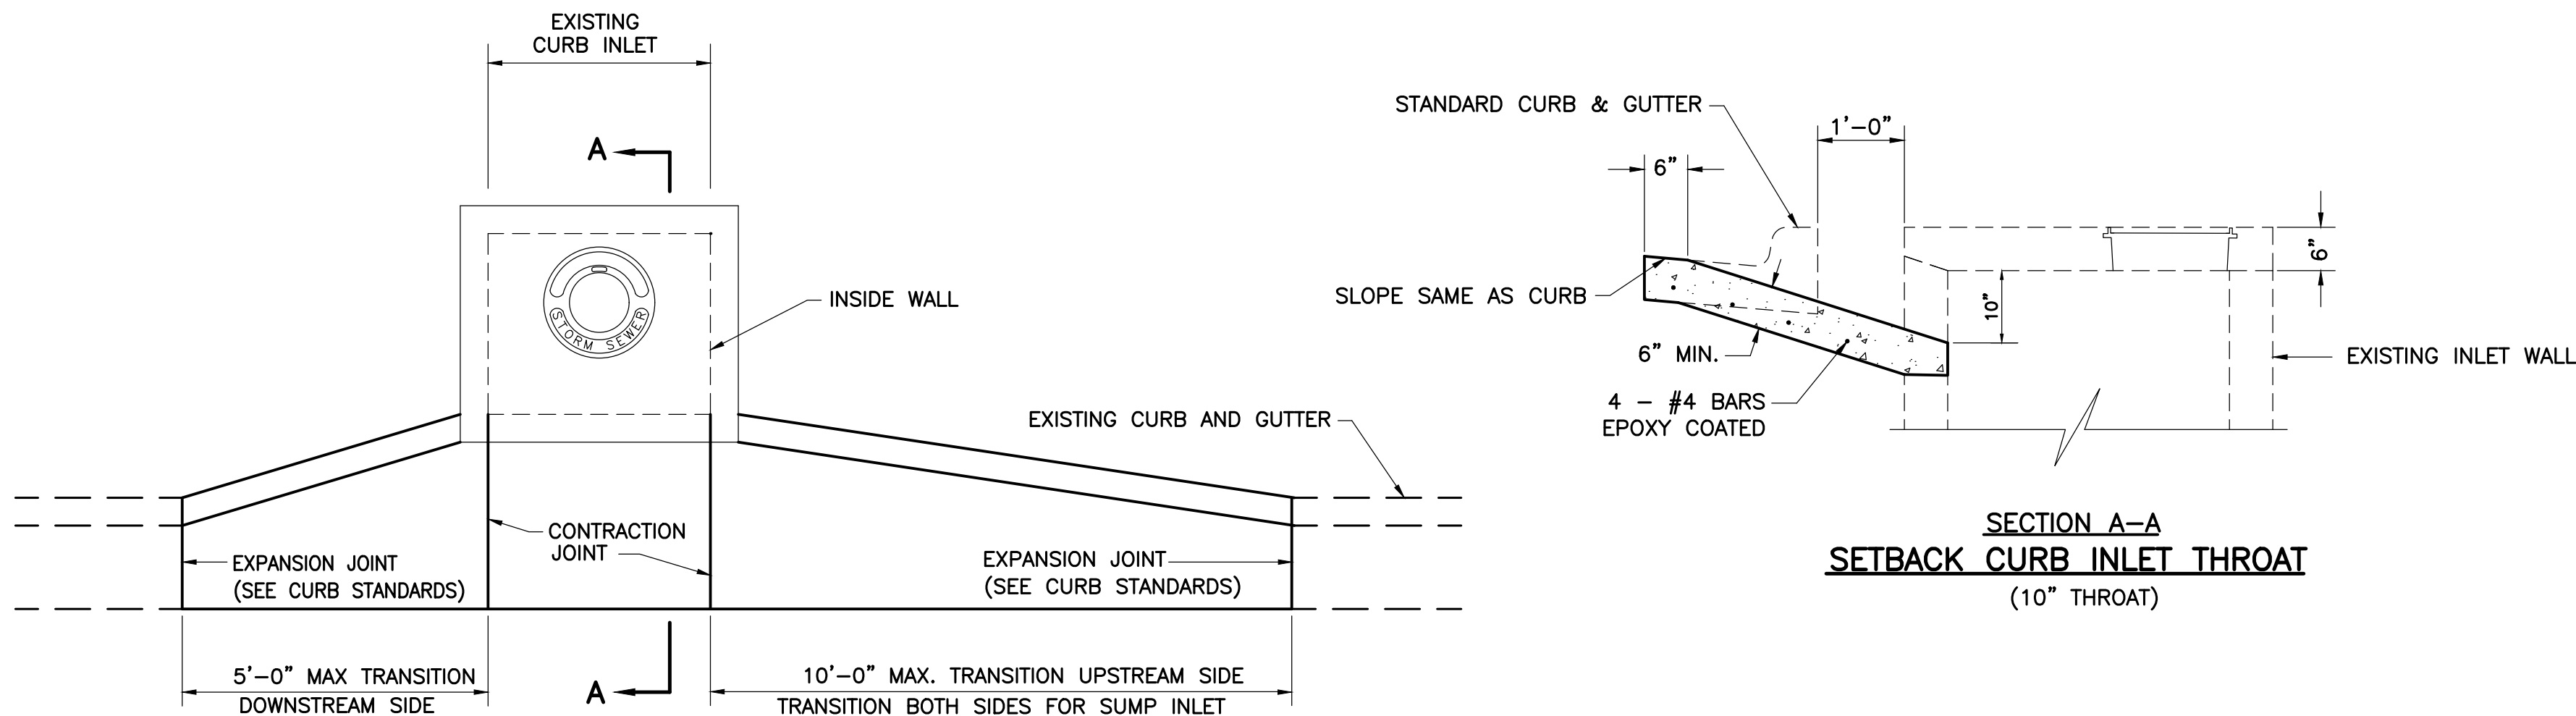 EXISTING
CURB INLET
A
STORM SEWER
INSIDE WALL
EXISTING CURB AND GUTTER
CONTRACTION
JOINT
EXPANSION JOINT
(SEE CURB STANDARDS)
EXPANSION JOINT
(SEE CURB STANDARDS)
5'-0" MAX TRANSITION
DOWNSTREAM SIDE
A
10'-0" MAX. TRANSITION UPSTREAM SIDE
TRANSITION BOTH SIDES FOR SUMP INLET
STANDARD CURB & GUTTER
1'-0"
6"
6"
SLOPE SAME AS CURB
10"
6" MIN.
EXISTING INLET WALL
4 - #4 BARS
EPOXY COATED
SECTION A-A
SETBACK CURB INLET THROAT
(10" THROAT)